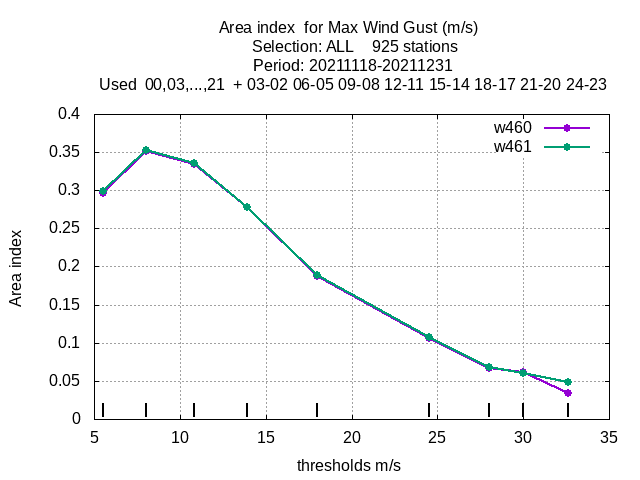 Area index  for Max Wind Gust (m/s)
Selection: ALL    925 stations
Period: 20211118-20211231
Used  00,03,...,21  + 03-02 06-05 09-08 12-11 15-14 18-17 21-20 24-23
w460
w461
0.4
0.35
0.3
0.25
0.2
0.15
0.1
0.05
0
Area index
5 10 15 20 25 30 35
thresholds m/s